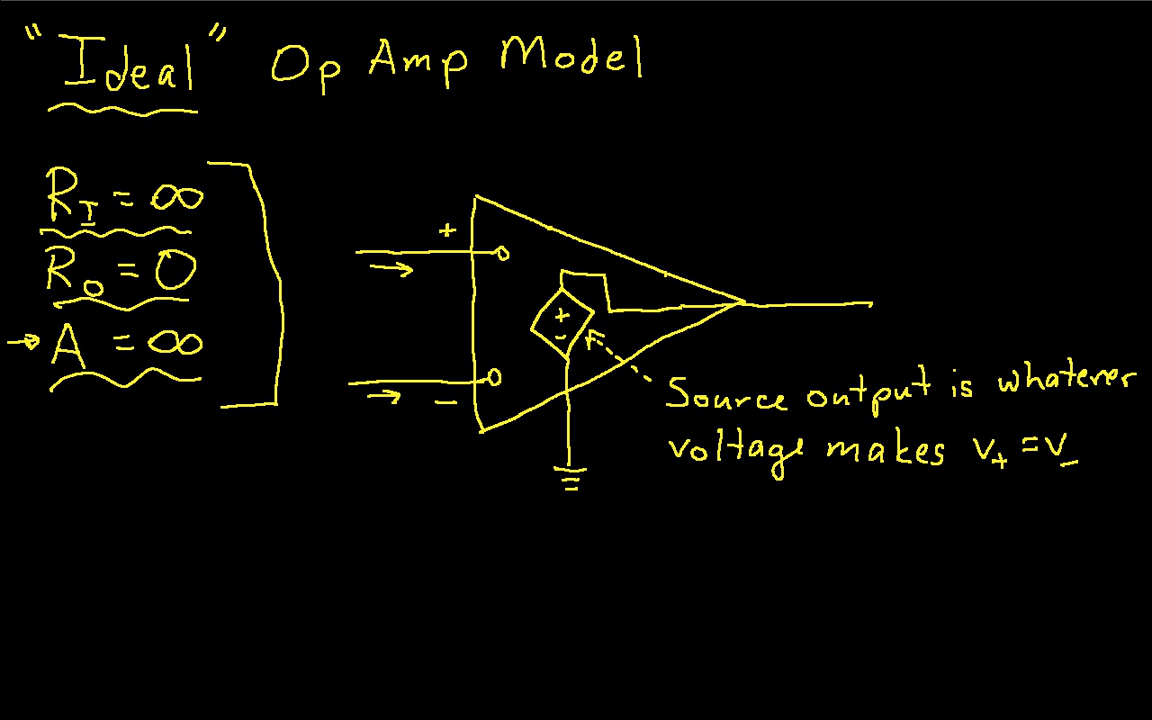 "Ideal" Op Amp Model
R_I = ∞
R_O = 0
→ A = ∞
+
−
+
−
Source output is whatever
voltage makes v₊ = v₋